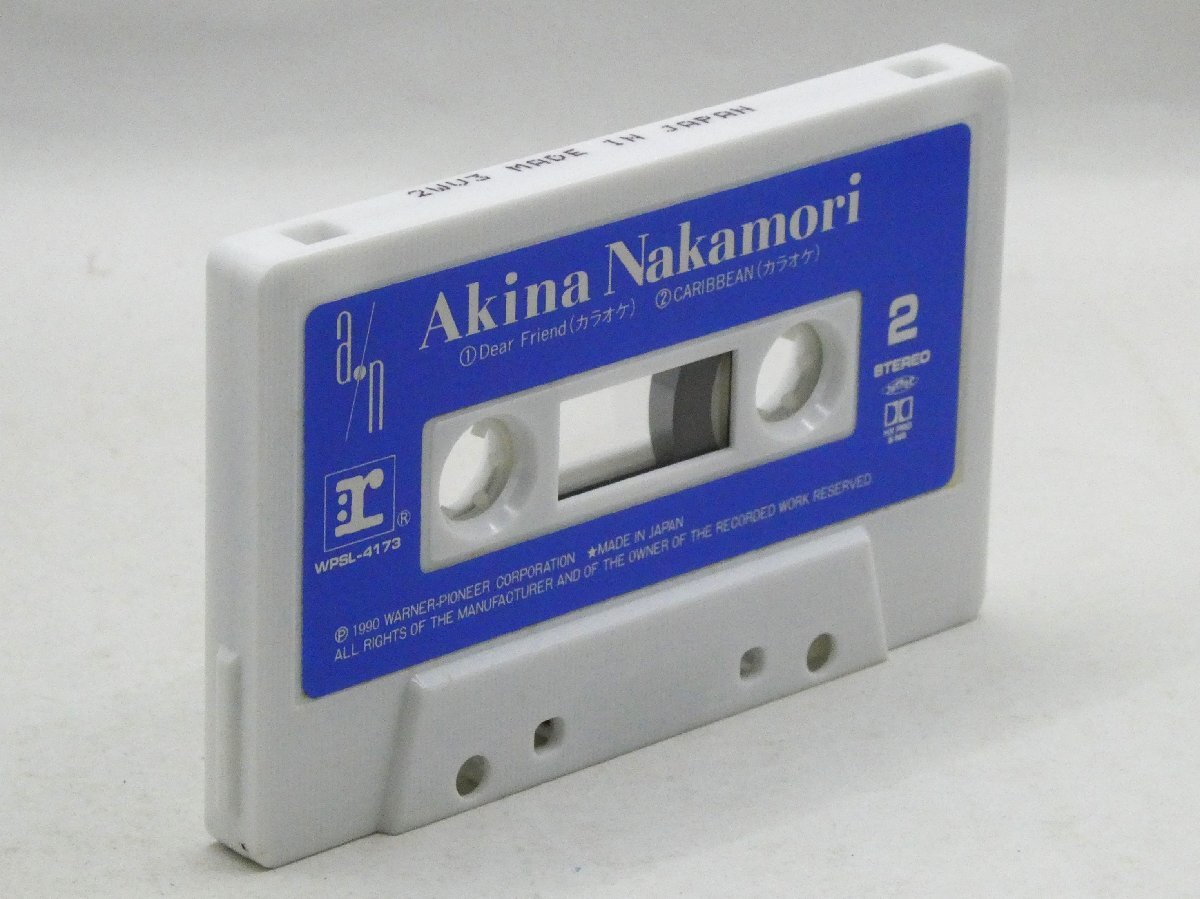 2WU3 MADE IN JAPAN
a/n
Akina Nakamori
①Dear Friend(カラオケ) ②CARIBBEAN(カラオケ)
2
STEREO
r ®
WPSL-4173
Ⓟ 1990 WARNER-PIONEER CORPORATION ★MADE IN JAPAN
ALL RIGHTS OF THE MANUFACTURER AND OF THE OWNER OF THE RECORDED WORK RESERVED